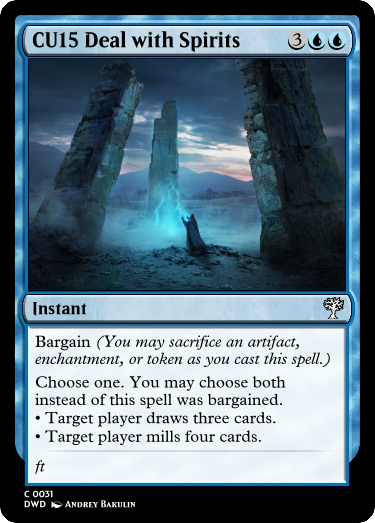 CU15 Deal with Spirits 3
Instant
Bargain (You may sacrifice an artifact,
enchantment, or token as you cast this spell.)
Choose one. You may choose both
instead of this spell was bargained.
• Target player draws three cards.
• Target player mills four cards.
ft
C 0031
DWD Andrey Bakulin